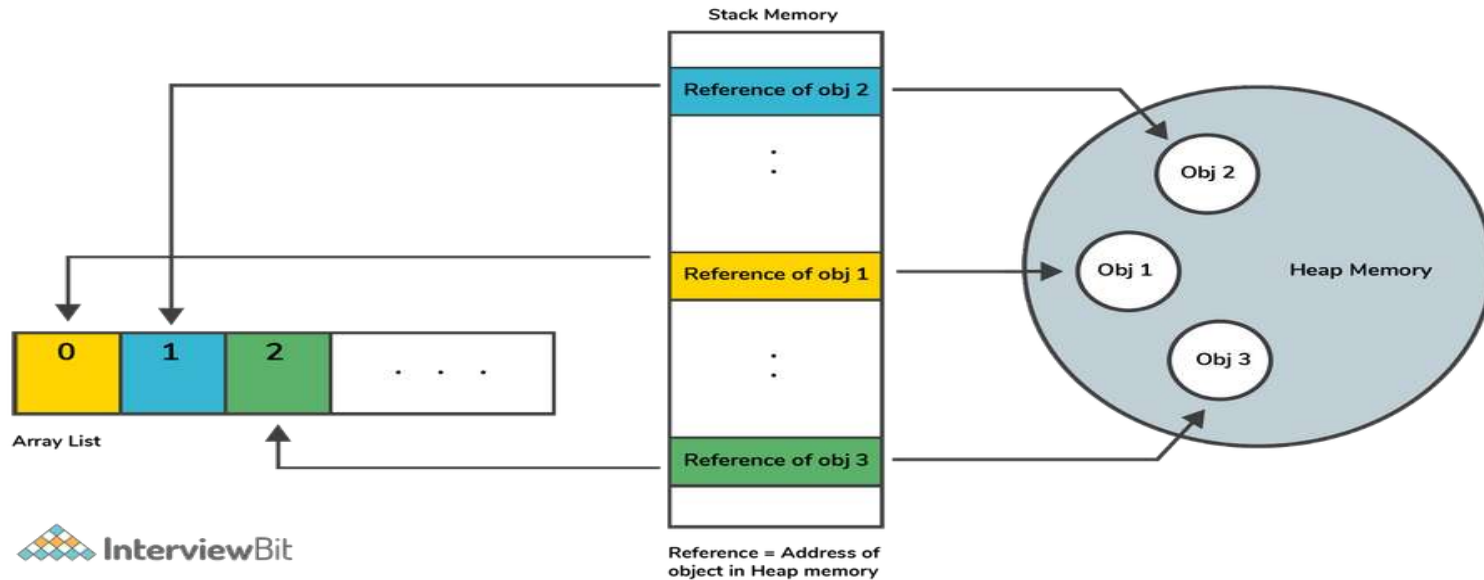 Stack Memory
Reference of obj 2
:
Obj 2
Reference of obj 1
Obj 1
Heap Memory
0 1 2 . . .
:
Obj 3
Array List
Reference of obj 3
InterviewBit
Reference = Address of
object in Heap memory